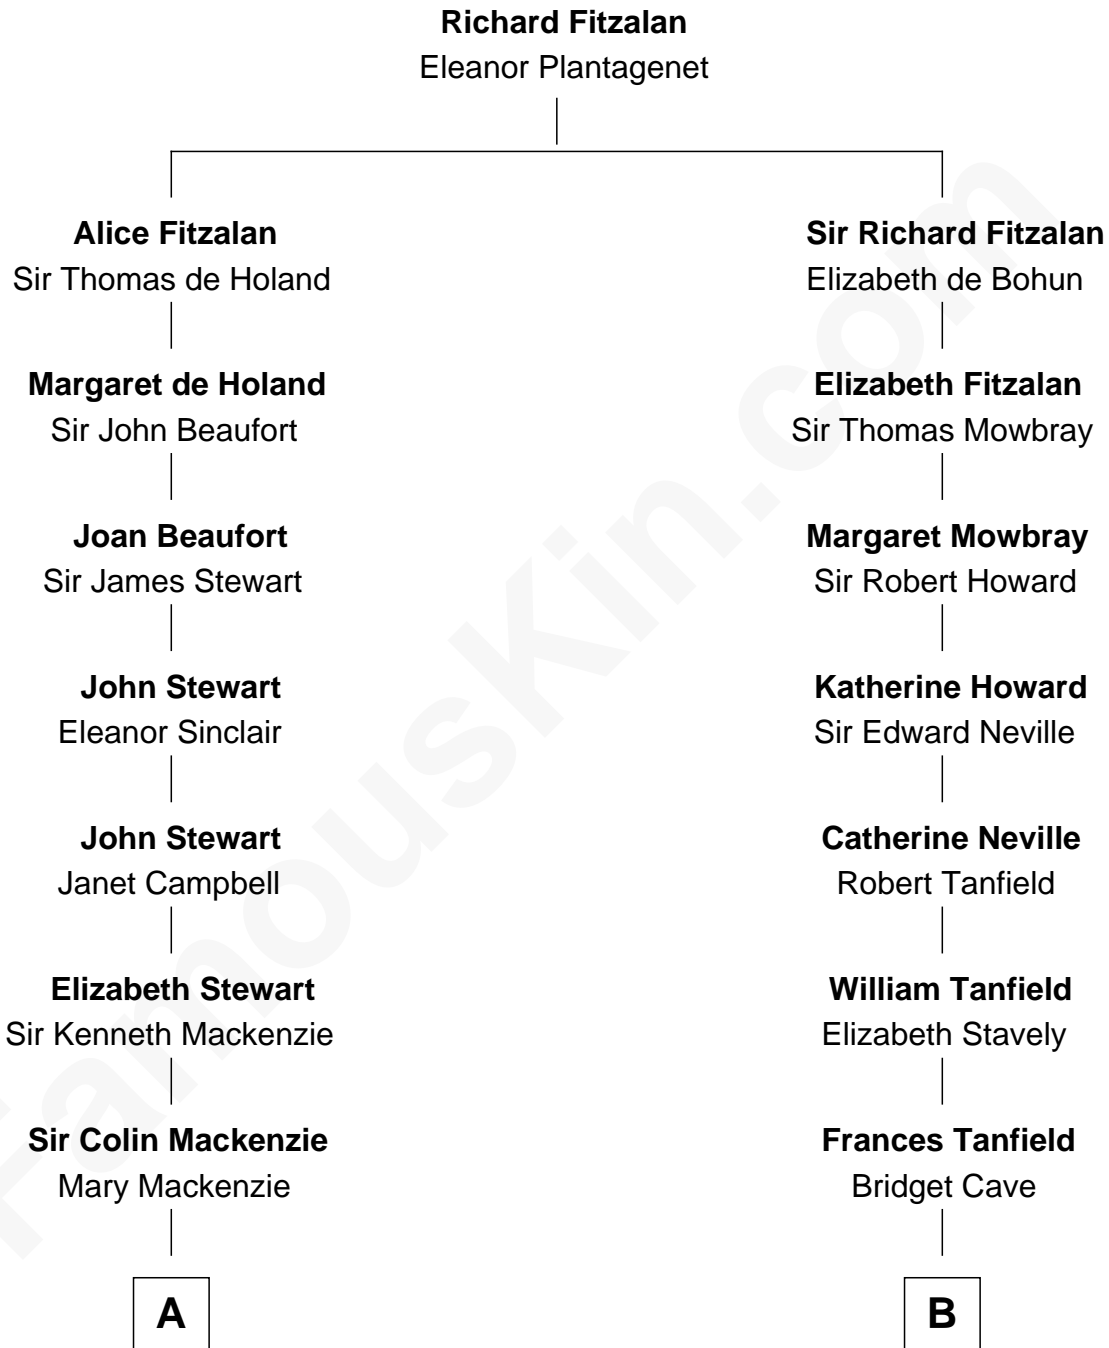 Richard Fitzalan
Eleanor Plantagenet
Alice Fitzalan
Sir Thomas de Holand
Sir Richard Fitzalan
Elizabeth de Bohun
Margaret de Holand
Sir John Beaufort
Elizabeth Fitzalan
Sir Thomas Mowbray
Joan Beaufort
Sir James Stewart
Margaret Mowbray
Sir Robert Howard
John Stewart
Eleanor Sinclair
Katherine Howard
Sir Edward Neville
John Stewart
Janet Campbell
Catherine Neville
Robert Tanfield
Elizabeth Stewart
Sir Kenneth Mackenzie
William Tanfield
Elizabeth Stavely
Sir Colin Mackenzie
Mary Mackenzie
Frances Tanfield
Bridget Cave
A
B
FamousKin.com